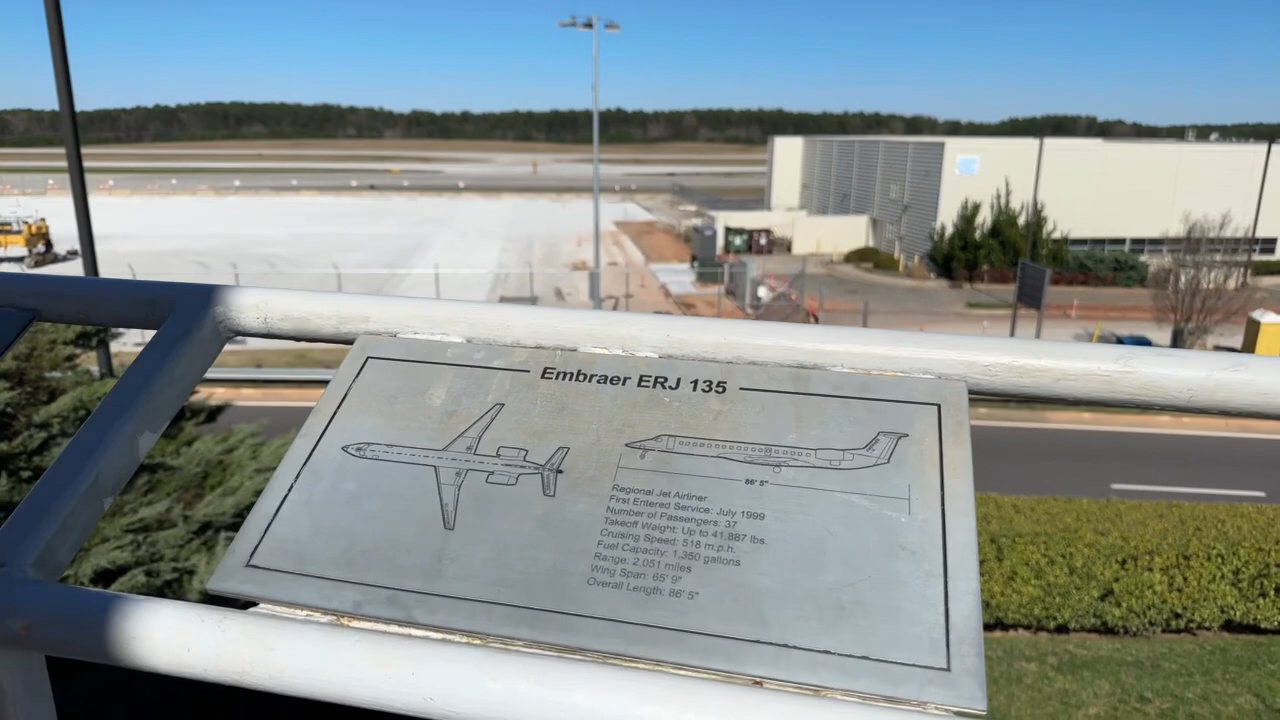 Embraer ERJ 135
86' 5"
Regional Jet Airliner
First Entered Service: July 1999
Number of Passengers: 37
Takeoff Weight: Up to 41,887 lbs.
Cruising Speed: 518 m.p.h.
Fuel Capacity: 1,350 gallons
Range: 2,051 miles
Wing Span: 65' 9"
Overall Length: 86' 5"